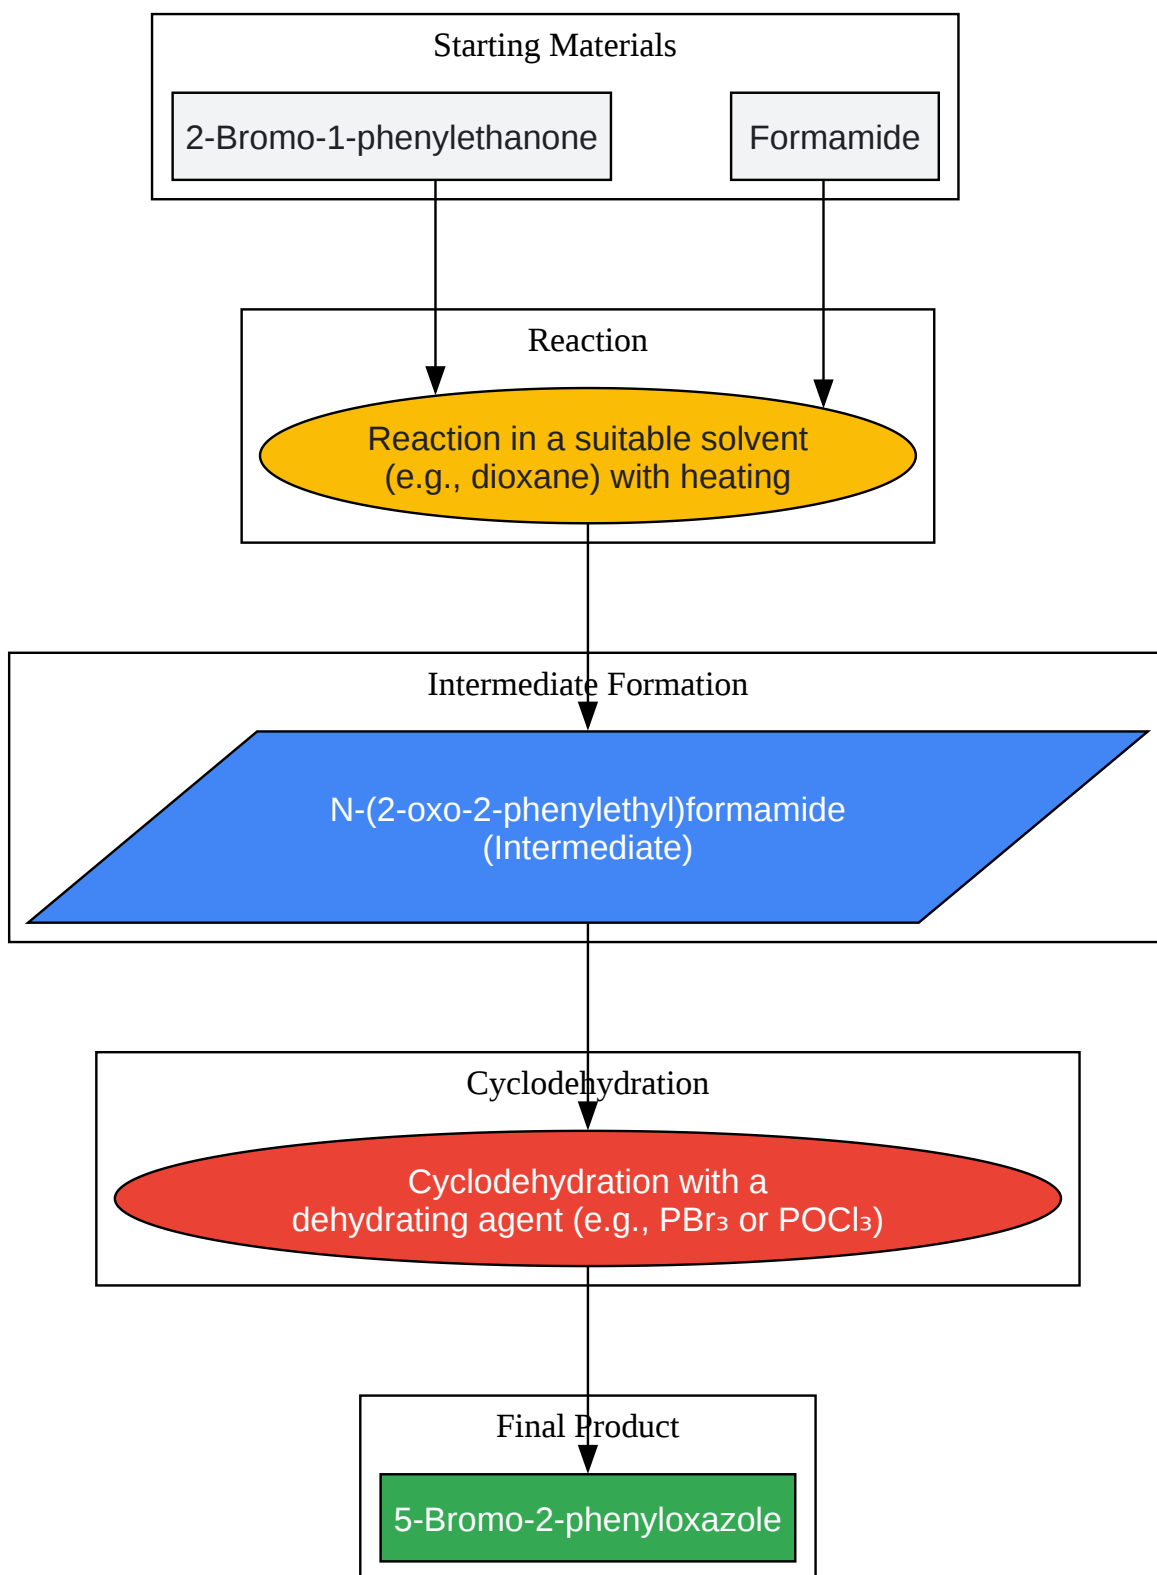 Starting Materials
2-Bromo-1-phenylethanone
Formamide
Reaction
Reaction in a suitable solvent
(e.g., dioxane) with heating
Intermediate Formation
N-(2-oxo-2-phenylethyl)formamide
(Intermediate)
Cyclodehydration
Cyclodehydration with a
dehydrating agent (e.g., PBr₃ or POCl₃)
Final Product
5-Bromo-2-phenyloxazole